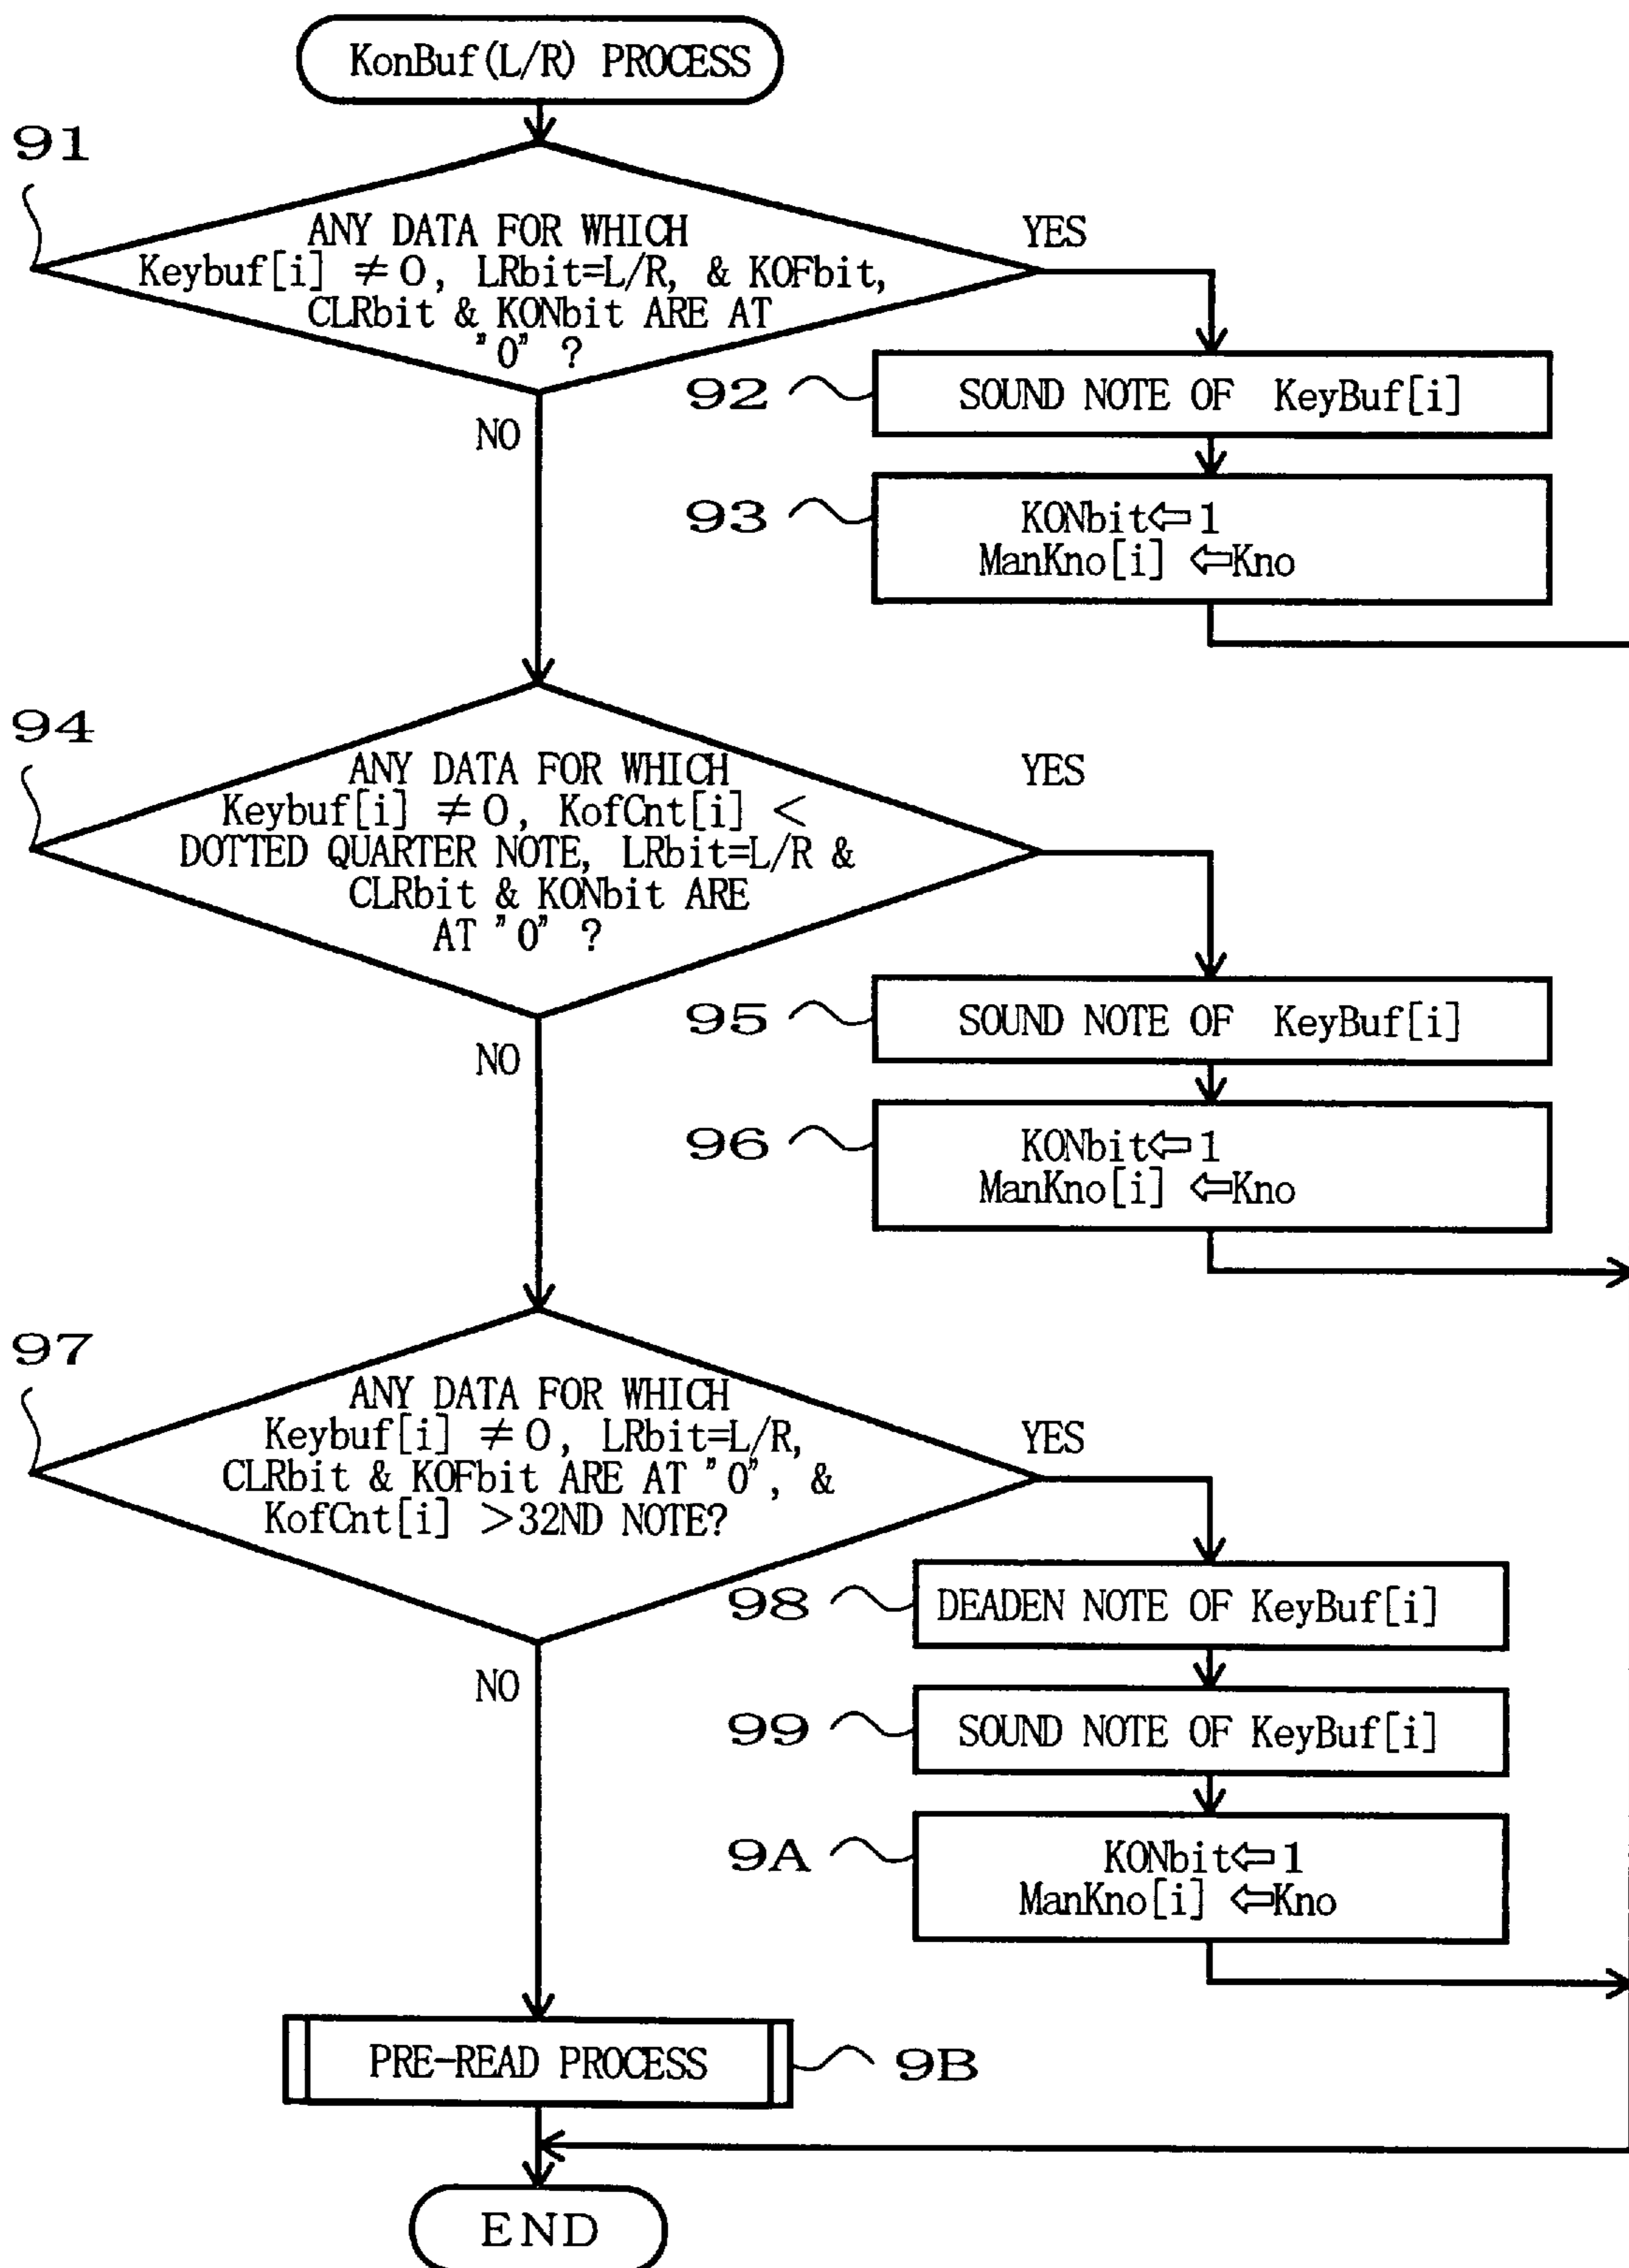 KonBuf(L/R) PROCESS
91
ANY DATA FOR WHICH
Keybuf[i] ≠0, LRbit=L/R, & KOFbit,
CLRbit & KONbit ARE AT
"0" ?
YES
NO
92
SOUND NOTE OF KeyBuf[i]
93
KONbit⇦1
ManKno[i] ⇦Kno
94
ANY DATA FOR WHICH
Keybuf[i] ≠0, KofCnt[i] <
DOTTED QUARTER NOTE, LRbit=L/R &
CLRbit & KONbit ARE
AT "0" ?
YES
NO
95
SOUND NOTE OF KeyBuf[i]
96
KONbit⇦1
ManKno[i] ⇦Kno
97
ANY DATA FOR WHICH
Keybuf[i] ≠0, LRbit=L/R,
CLRbit & KOFbit ARE AT "0", &
KofCnt[i] >32ND NOTE?
YES
NO
98
DEADEN NOTE OF KeyBuf[i]
99
SOUND NOTE OF KeyBuf[i]
9A
KONbit⇦1
ManKno[i] ⇦Kno
PRE-READ PROCESS
9B
END